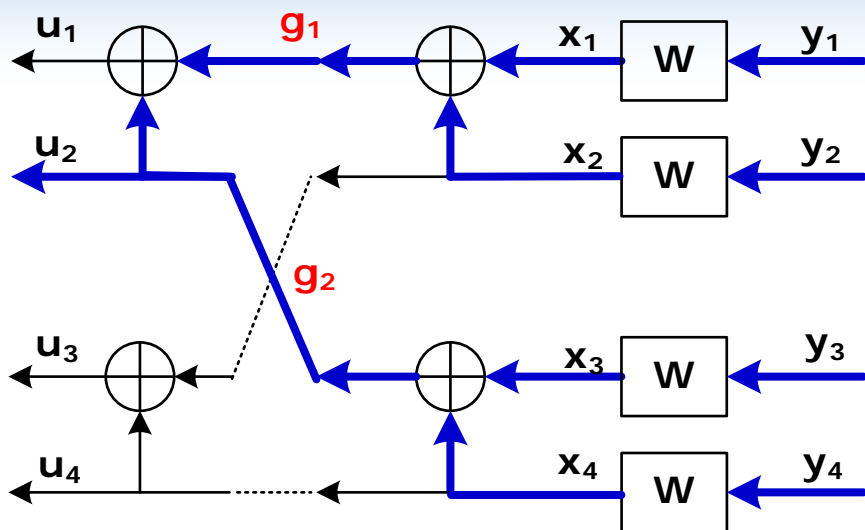 u₁ g₁ x₁ W y₁
u₂ x₂ W y₂
g₂
u₃ x₃ W y₃
u₄ x₄ W y₄